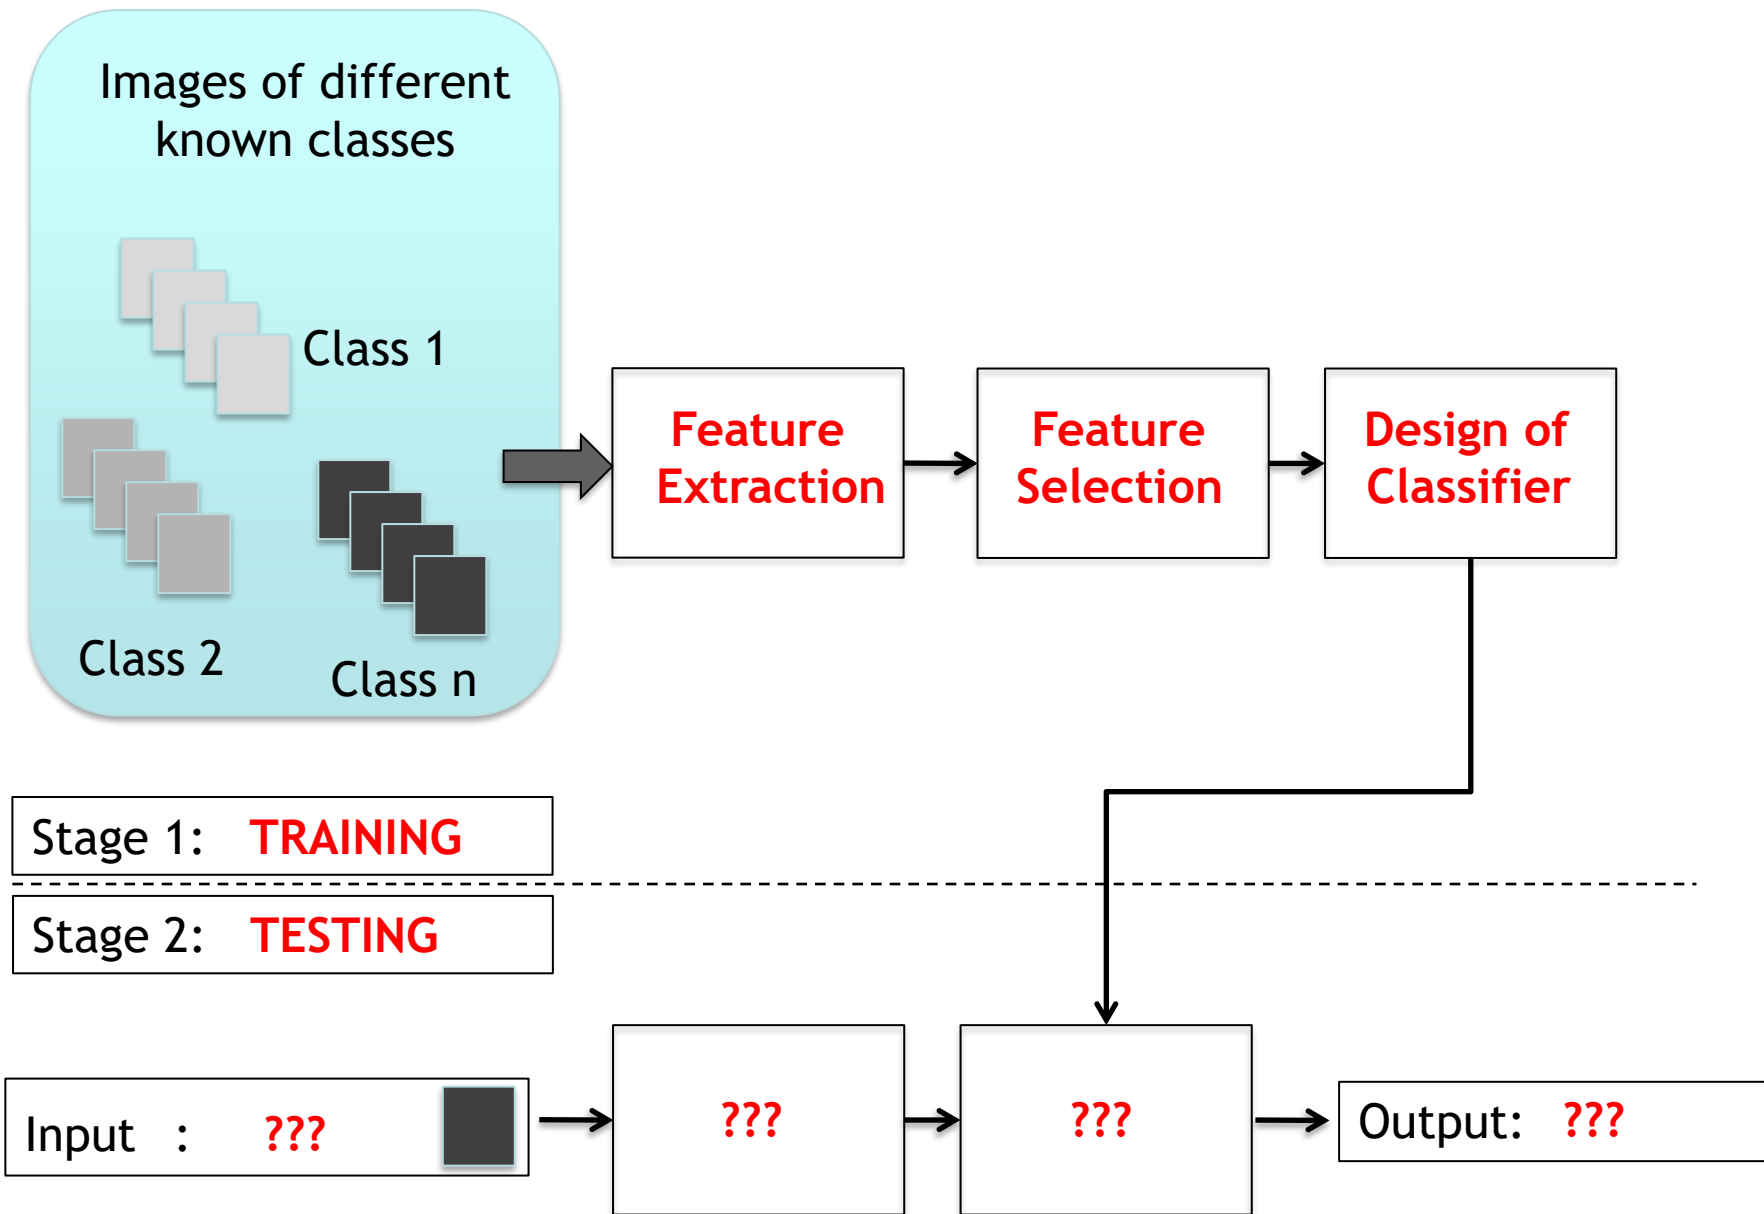 Images of different
known classes
Class 1
Class 2
Class n
Feature
Extraction
Feature
Selection
Design of
Classifier
Stage 1: TRAINING
Stage 2: TESTING
Input : ???
???
???
Output: ???